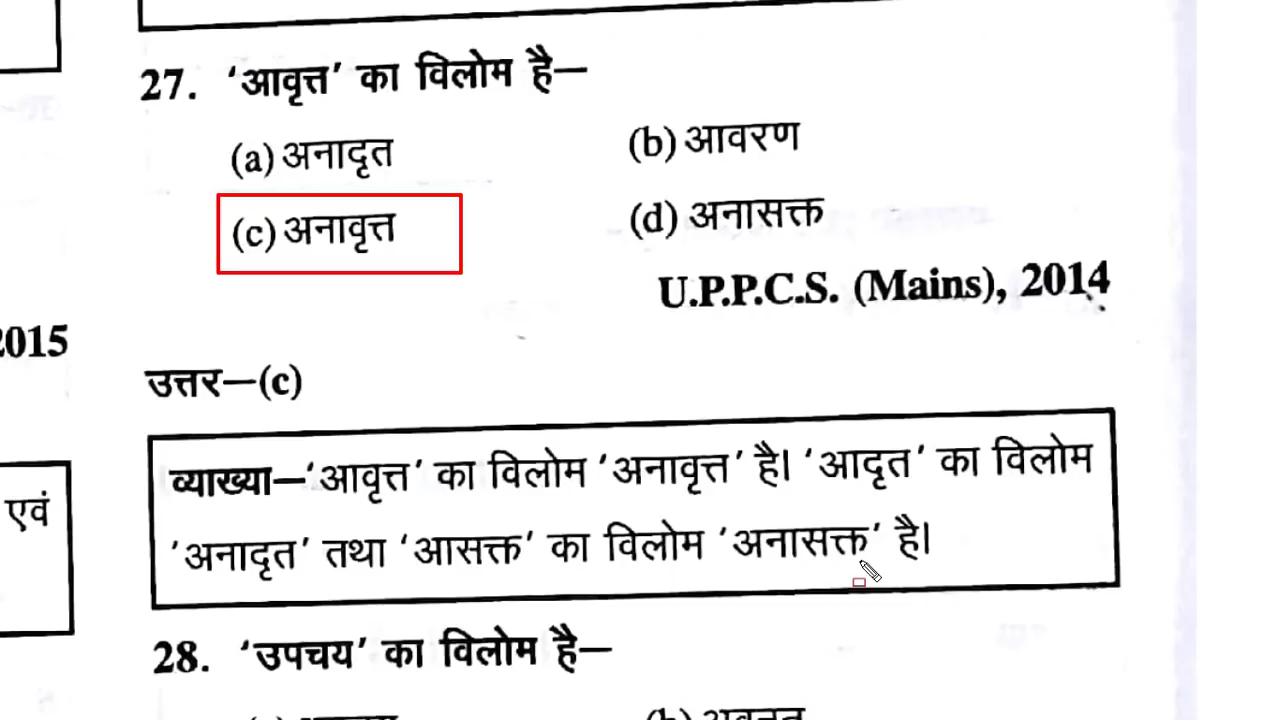 27. ‘आवृत्त’ का विलोम है–
(a) अनादृत (b) आवरण
(c) अनावृत्त (d) अनासक्त
U.P.P.C.S. (Mains), 2014
2015
उत्तर–(c)
व्याख्या–‘आवृत्त’ का विलोम ‘अनावृत्त’ है। ‘आदृत’ का विलोम
एवं
‘अनादृत’ तथा ‘आसक्त’ का विलोम ‘अनासक्त’ है।
28. ‘उपचय’ का विलोम है–